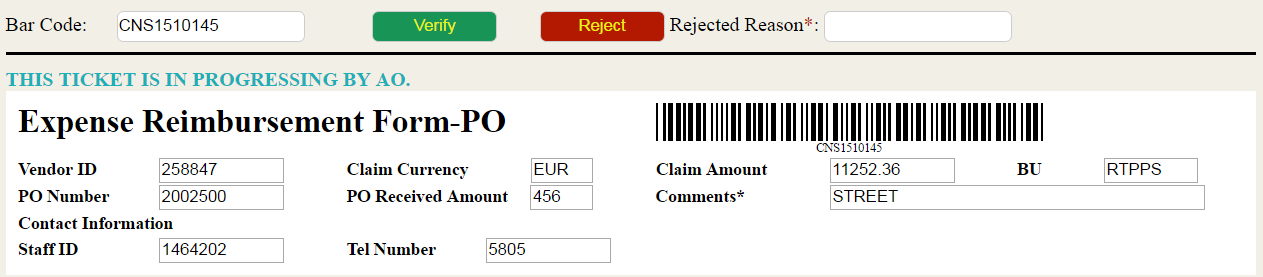 Bar Code: CNS1510145 Verify Reject Rejected Reason*:
THIS TICKET IS IN PROGRESSING BY AO.
Expense Reimbursement Form-PO
CNS1510145
Vendor ID 258847 Claim Currency EUR Claim Amount 11252.36 BU RTPPS
PO Number 2002500 PO Received Amount 456 Comments* STREET
Contact Information
Staff ID 1464202 Tel Number 5805